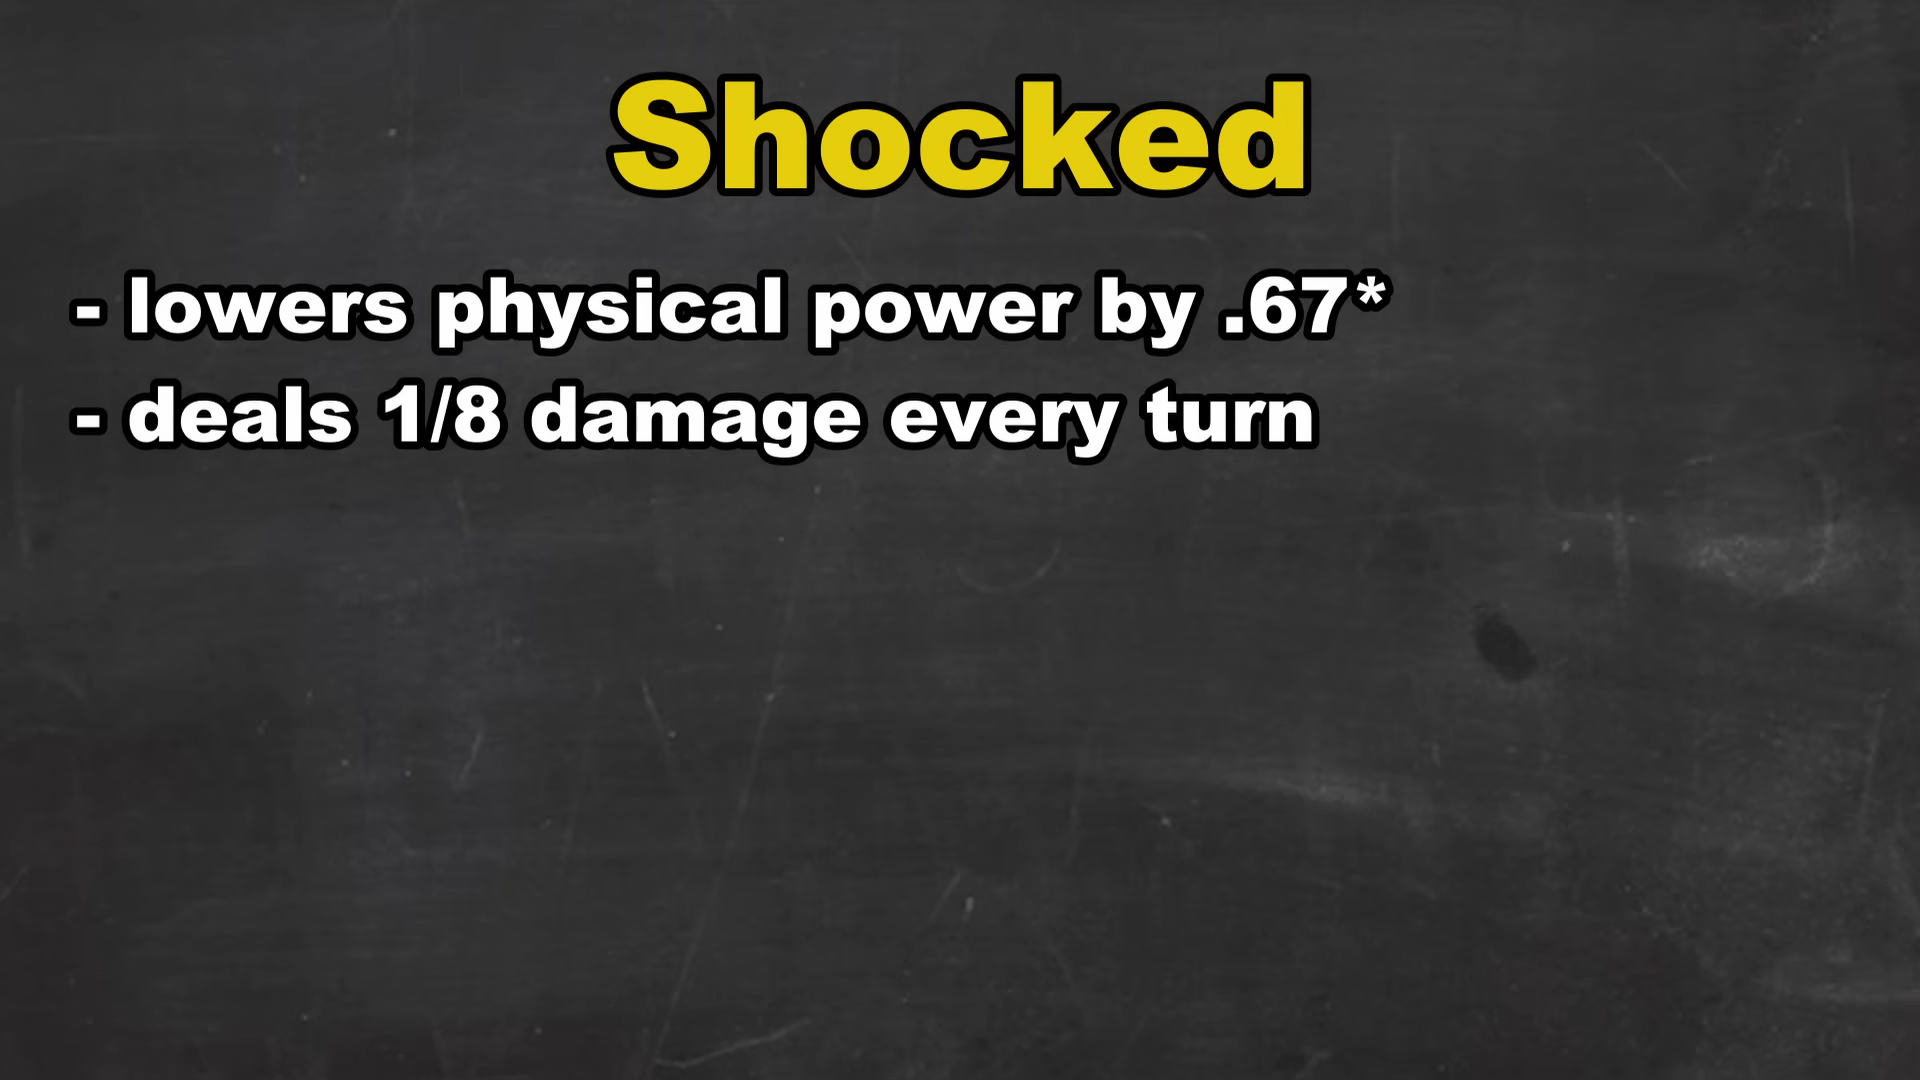 Shocked
- lowers physical power by .67*
- deals 1/8 damage every turn